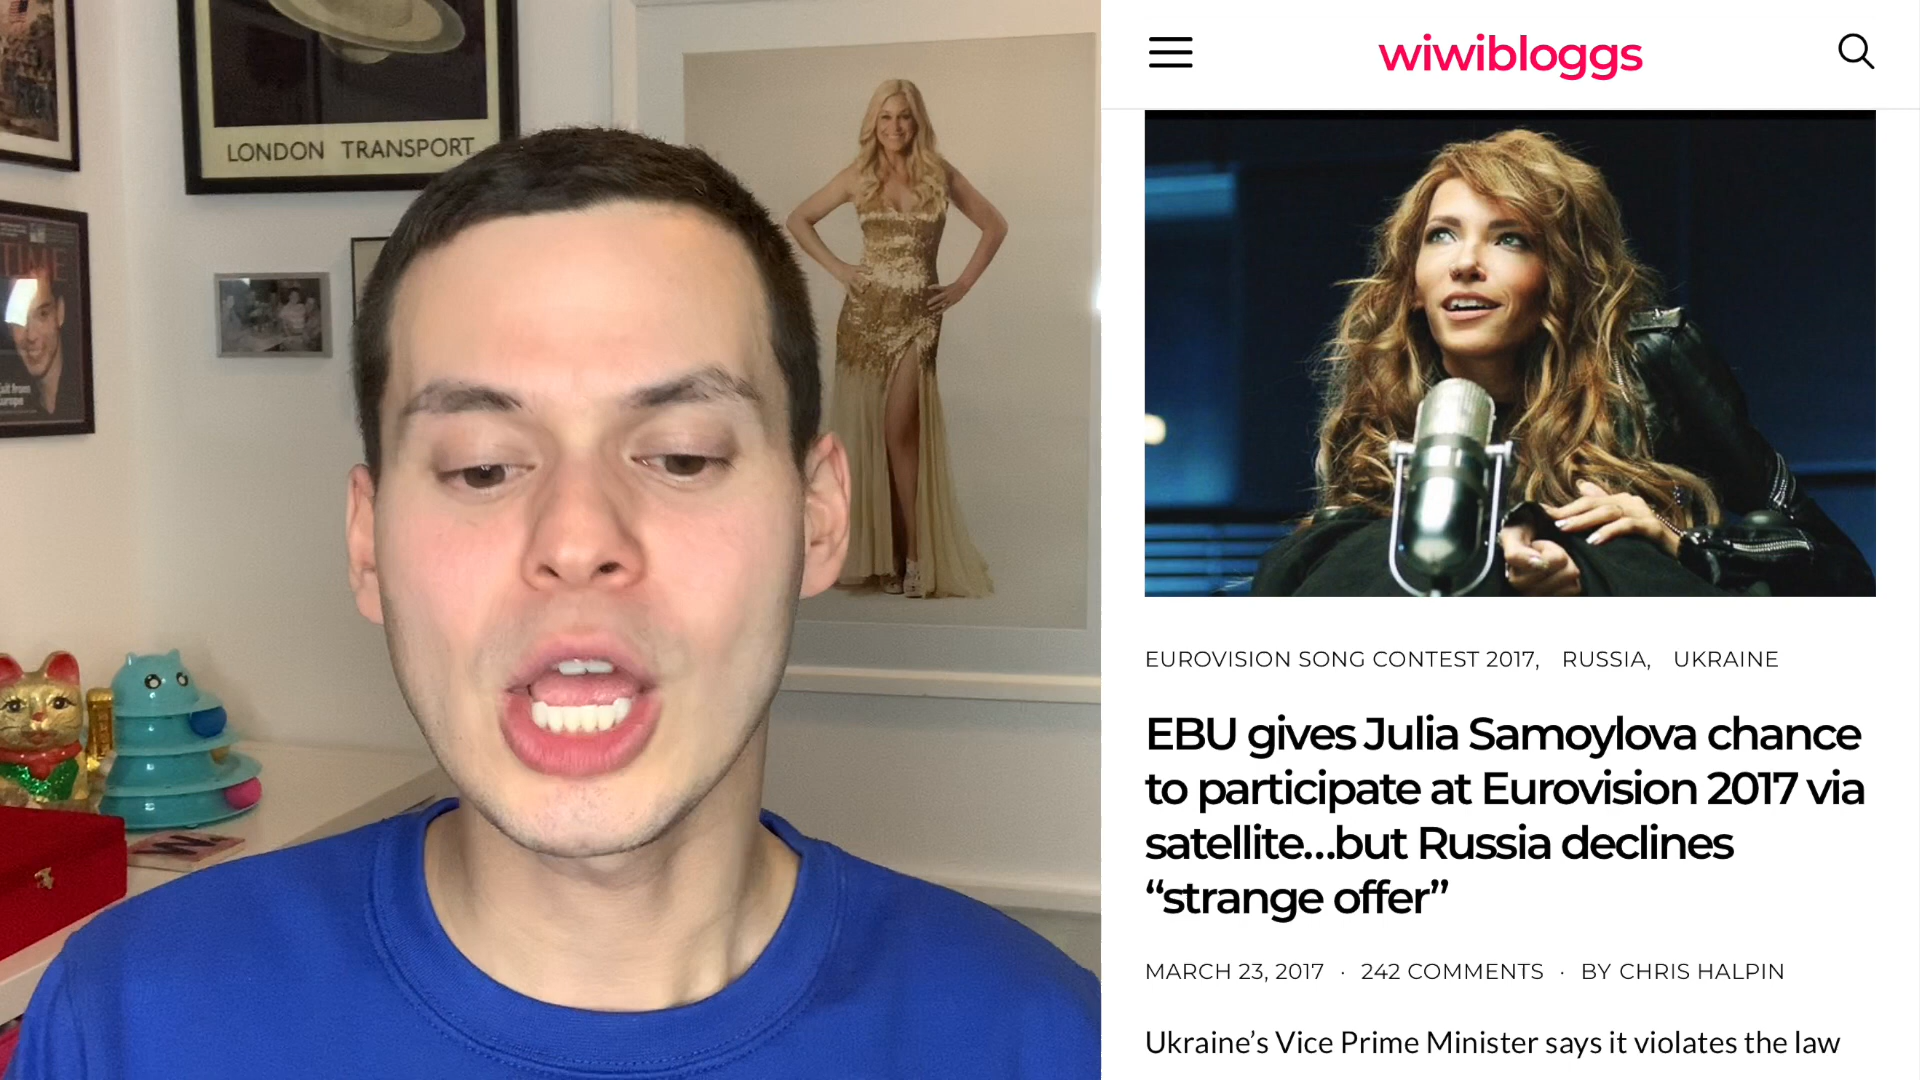 LONDON TRANSPORT
TIME
wiwibloggs
EUROVISION SONG CONTEST 2017, RUSSIA, UKRAINE
EBU gives Julia Samoylova chance
to participate at Eurovision 2017 via
satellite...but Russia declines
“strange offer”
MARCH 23, 2017 · 242 COMMENTS · BY CHRIS HALPIN
Ukraine’s Vice Prime Minister says it violates the law